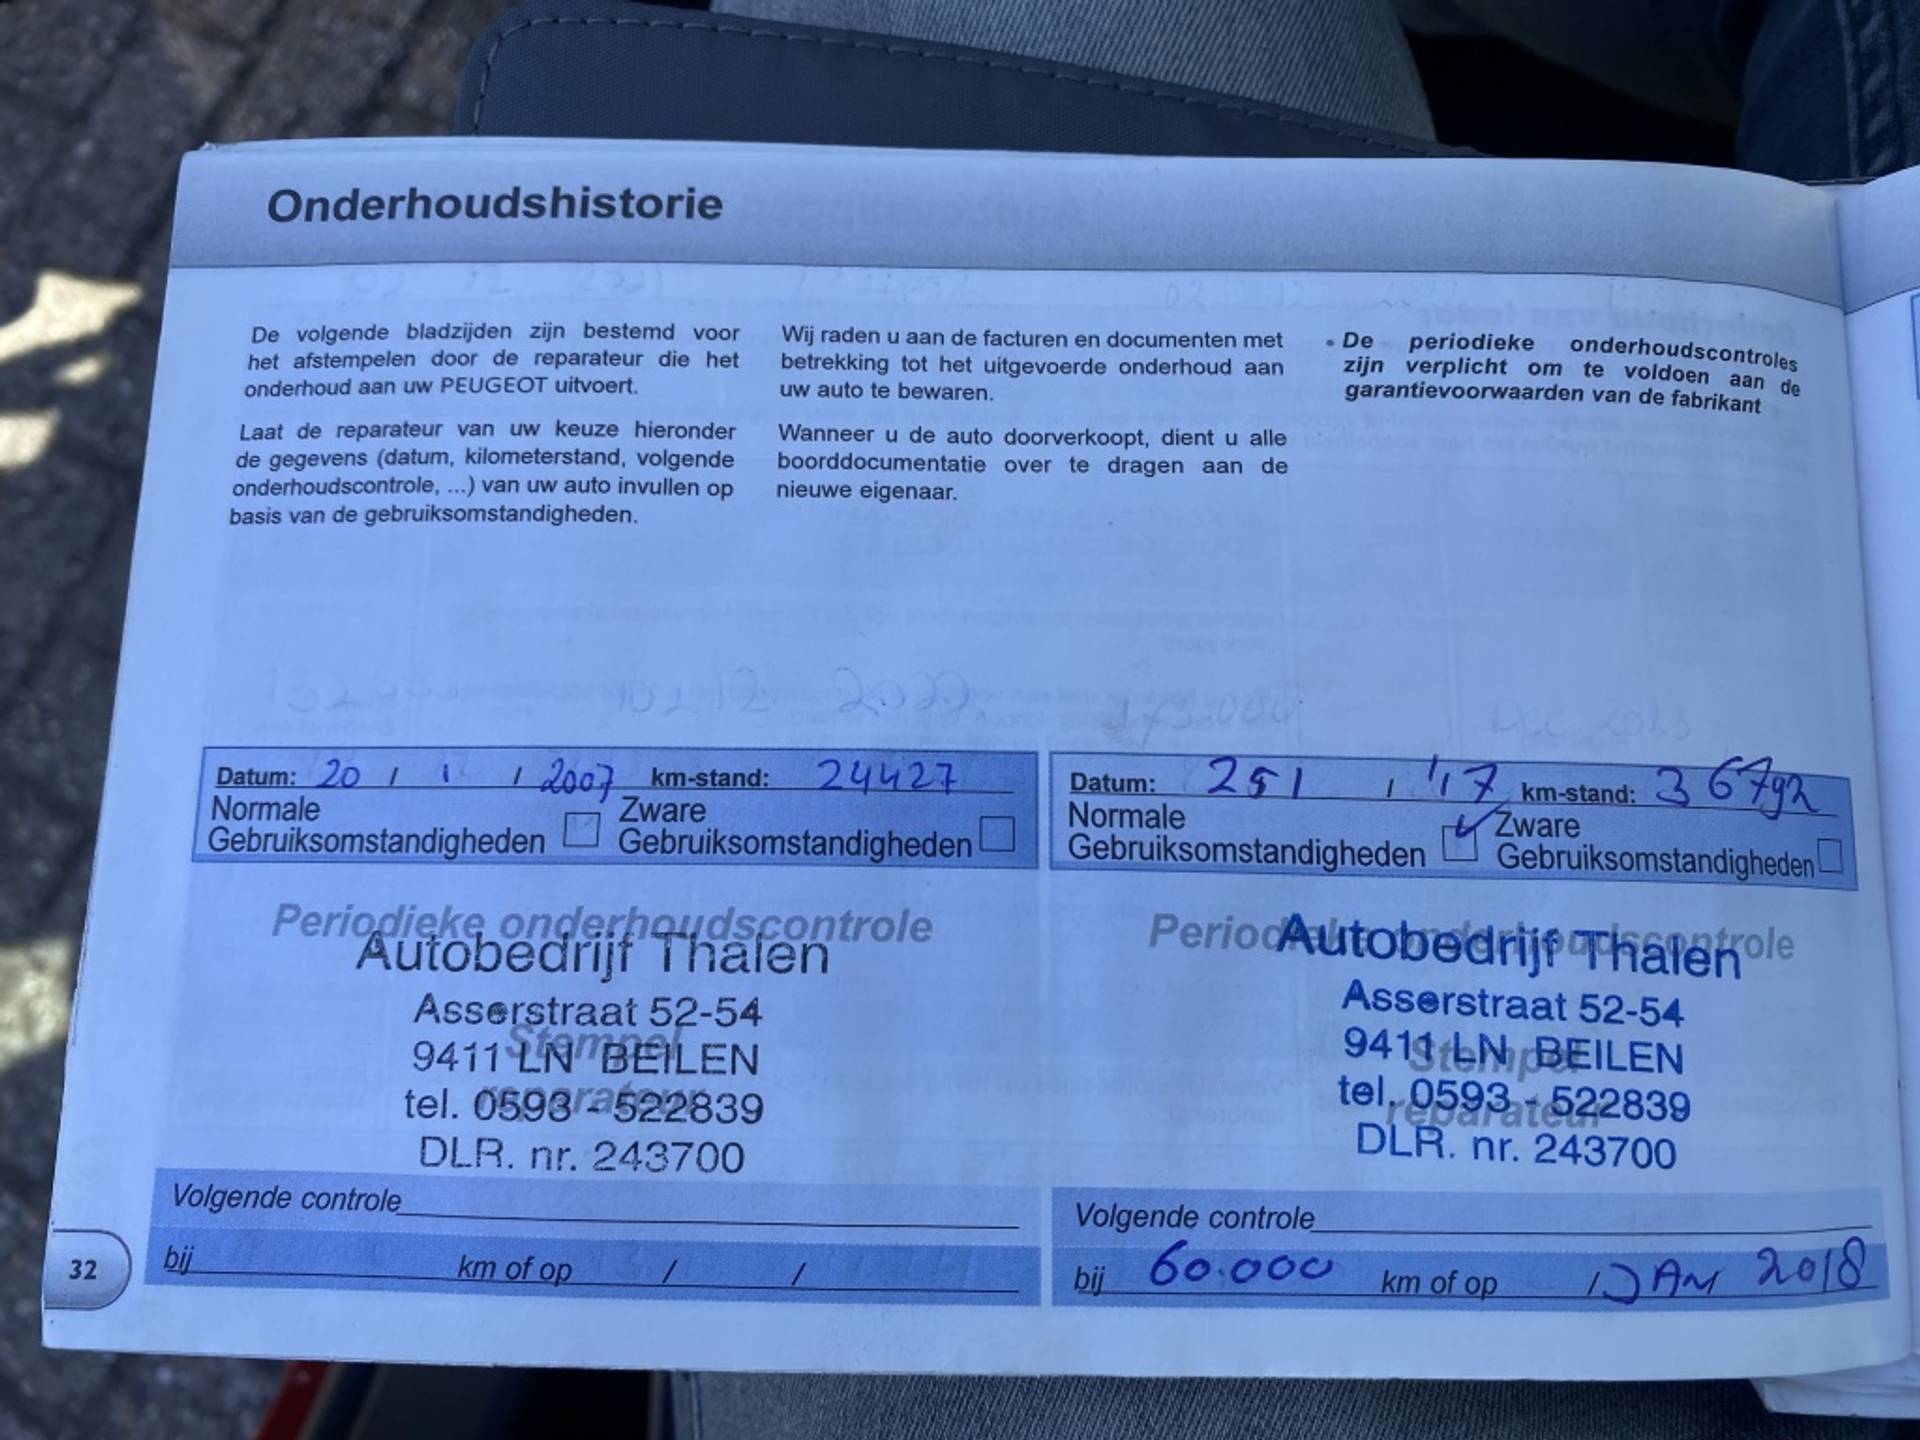 Onderhoudshistorie
De volgende bladzijden zijn bestemd voor
het afstempelen door de reparateur die het
onderhoud aan uw PEUGEOT uitvoert.
Laat de reparateur van uw keuze hieronder
de gegevens (datum, kilometerstand, volgende
onderhoudscontrole, ...) van uw auto invullen op
basis van de gebruiksomstandigheden.
Wij raden u aan de facturen en documenten met
betrekking tot het uitgevoerde onderhoud aan
uw auto te bewaren.
Wanneer u de auto doorverkoopt, dient u alle
boorddocumentatie over te dragen aan de
nieuwe eigenaar.
• De periodieke onderhoudscontroles
zijn verplicht om te voldoen aan de
garantievoorwaarden van de fabrikant
Datum: 20 / 12 / 2007 km-stand: 24427
Normale
Gebruiksomstandigheden
Zware
Gebruiksomstandigheden
Periodieke onderhoudscontrole
Autobedrijf Thalen
Asserstraat 52-54
Stempel
9411 LN BEILEN
reparateur
tel. 0593 - 522839
DLR. nr. 243700
Volgende controle
bij km of op / /
Datum: 251 / '17 km-stand: 36792
Normale
Gebruiksomstandigheden
Zware
Gebruiksomstandigheden
Periodieke onderhoudscontrole
Autobedrijf Thalen
Asserstraat 52-54
Stempel
9411 LN BEILEN
reparateur
tel. 0593 - 522839
DLR. nr. 243700
Volgende controle
bij 60.000 km of op / JAN 2018
32